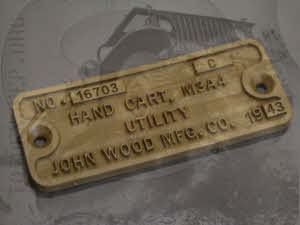 NO. 16703 C
HAND CART, M3A4
UTILITY
JOHN WOOD MFG. CO. 1943